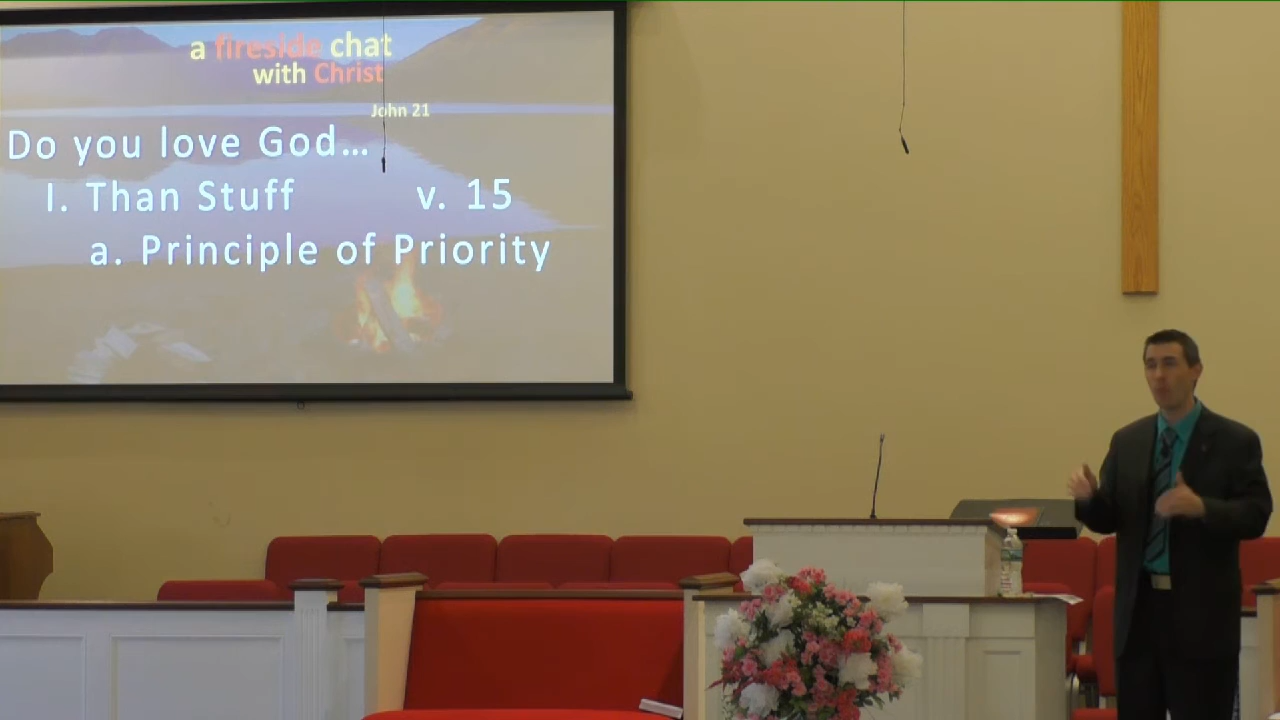 a fireside chat
with Christ
John 21
Do you love God...
I. Than Stuff v. 15
a. Principle of Priority